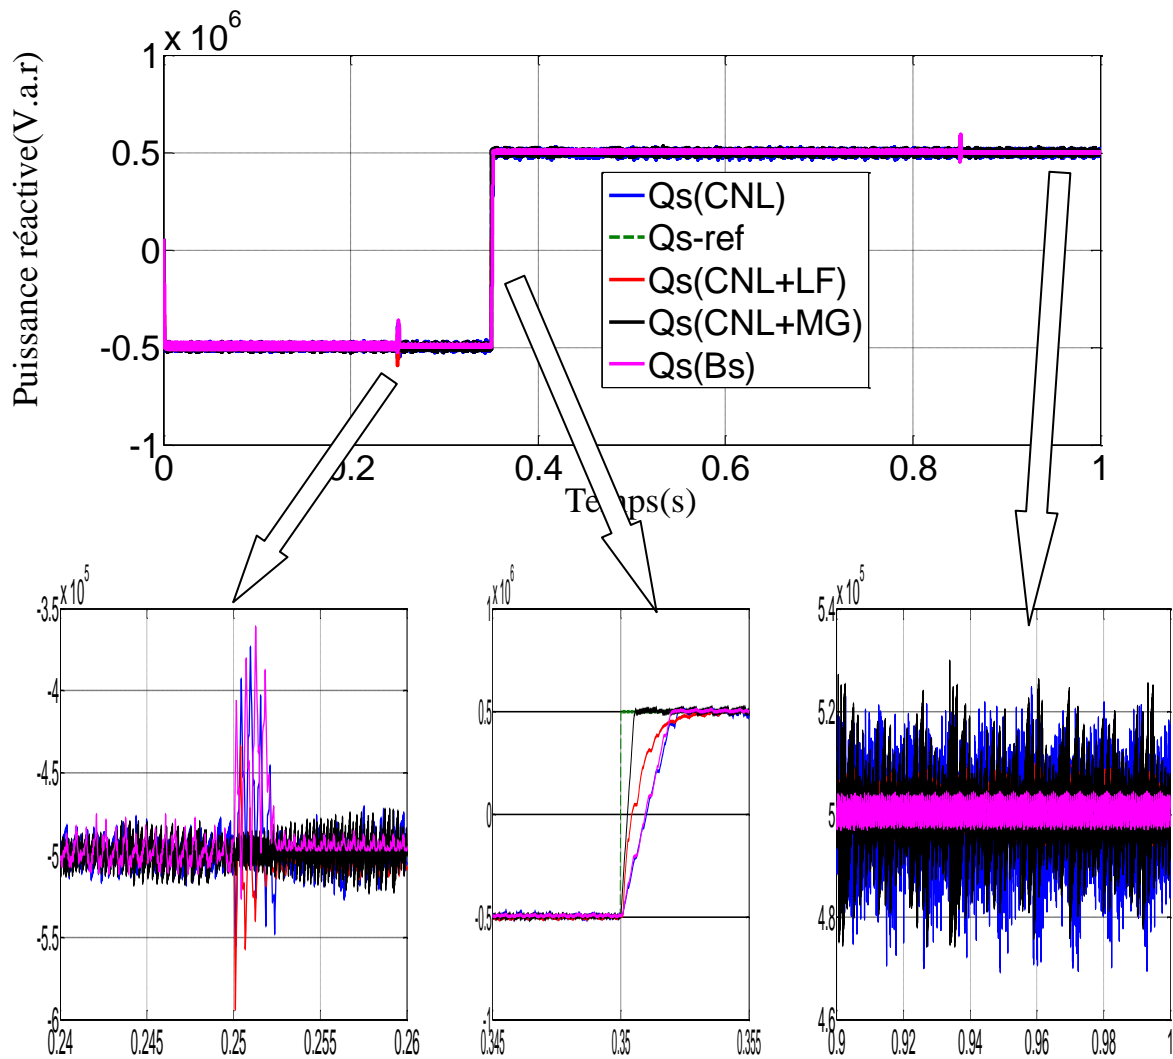 x 10^6
Puissance réactive(V.a.r)
1
0.5
0
-0.5
-1
Qs(CNL)
Qs-ref
Qs(CNL+LF)
Qs(CNL+MG)
Qs(Bs)
0 0.2 0.4 0.6 0.8 1
Temps(s)
x 10^5
-3.5
-4
-4.5
-5
-5.5
-6
0.24 0.245 0.25 0.255 0.26
x 10^6
1
0.5
0
-0.5
-1
0.345 0.35 0.355
x 10^5
5.4
5.2
5
4.8
4.6
0.9 0.92 0.94 0.96 0.98 1